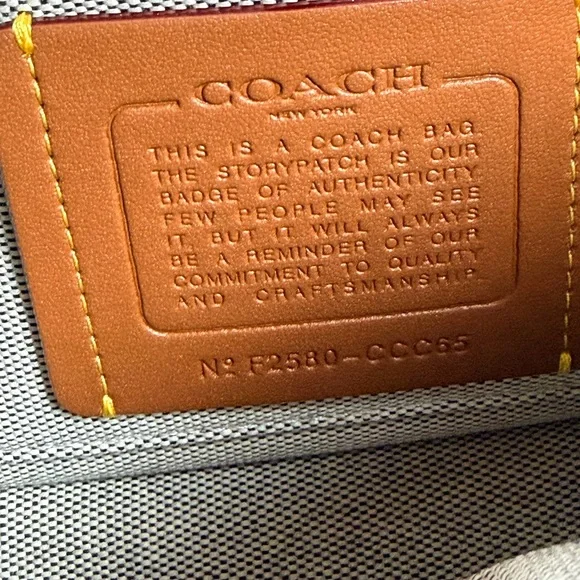 COACH
NEW YORK
THIS IS A COACH BAG.
THE STORYPATCH IS OUR
BADGE OF AUTHENTICITY.
FEW PEOPLE MAY SEE
IT, BUT IT WILL ALWAYS
BE A REMINDER OF OUR
COMMITMENT TO QUALITY
AND CRAFTSMANSHIP.
Nº F2580-CCC65